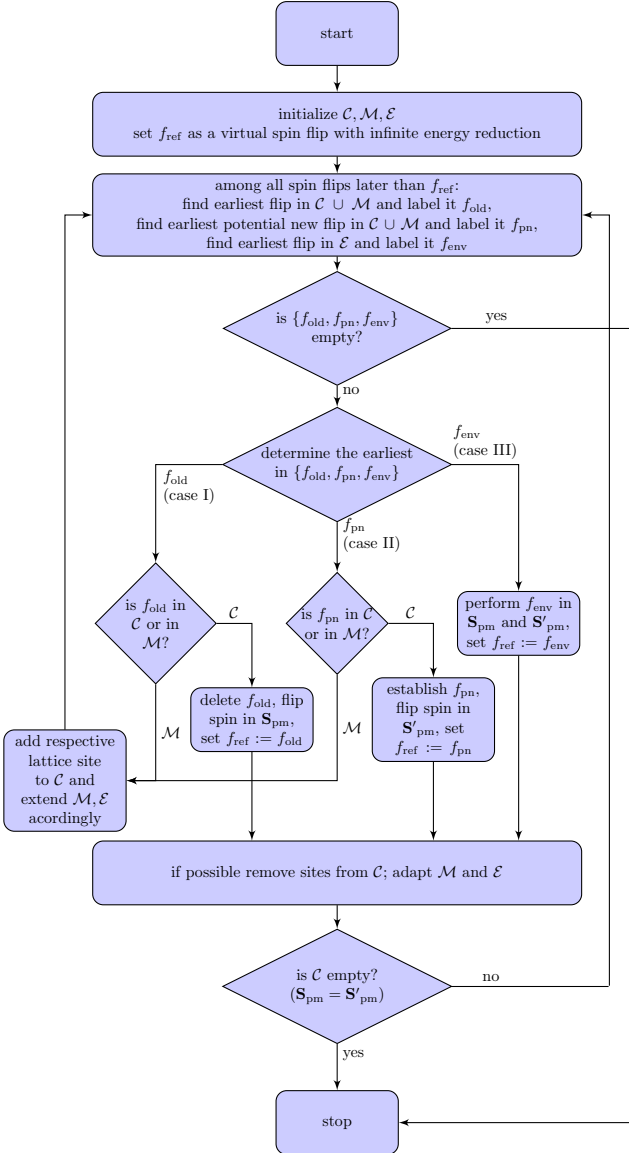 start
initialize 𝒞, ℳ, ℰ
set f_ref as a virtual spin flip with infinite energy reduction
among all spin flips later than f_ref:
find earliest flip in 𝒞 ∪ ℳ and label it f_old,
find earliest potential new flip in 𝒞 ∪ ℳ and label it f_pn,
find earliest flip in ℰ and label it f_env
is {f_old, f_pn, f_env}
empty?
yes
no
determine the earliest
in {f_old, f_pn, f_env}
f_env
(case III)
f_old
(case I)
f_pn
(case II)
is f_old in
𝒞 or in
ℳ?
𝒞
is f_pn in 𝒞
or in ℳ?
𝒞
perform f_env in
S_pm and S′_pm,
set f_ref := f_env
delete f_old, flip
spin in S_pm,
set f_ref := f_old
establish f_pn,
flip spin in
S′_pm, set
f_ref := f_pn
ℳ
ℳ
add respective
lattice site
to 𝒞 and
extend ℳ, ℰ
acordingly
if possible remove sites from 𝒞; adapt ℳ and ℰ
is 𝒞 empty?
(S_pm = S′_pm)
no
yes
stop